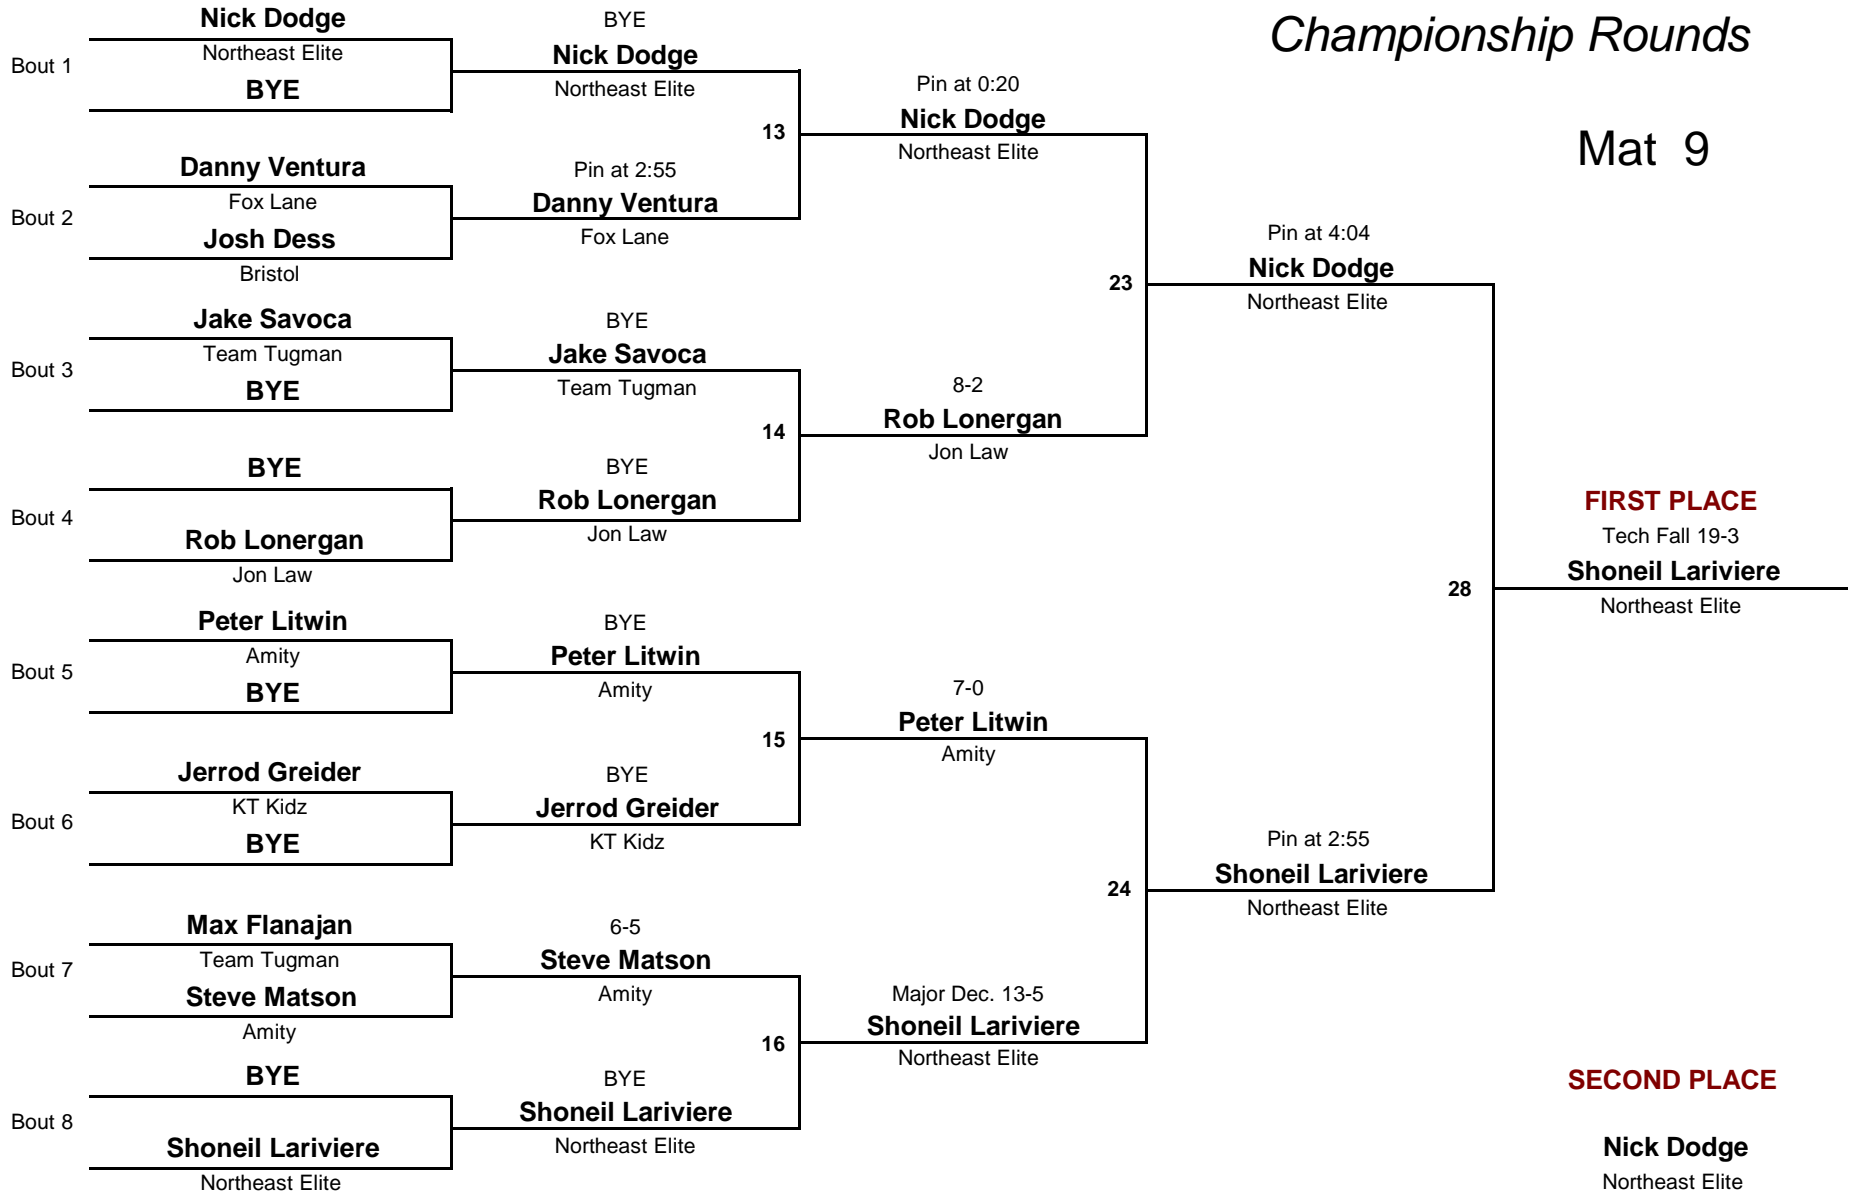 Championship Rounds
Mat 9
Bout 1
Nick Dodge
Northeast Elite
BYE
Bout 2
Danny Ventura
Fox Lane
Josh Dess
Bristol
Bout 3
Jake Savoca
Team Tugman
BYE
Bout 4
BYE
Rob Lonergan
Jon Law
Bout 5
Peter Litwin
Amity
BYE
Bout 6
Jerrod Greider
KT Kidz
BYE
Bout 7
Max Flanajan
Team Tugman
Steve Matson
Amity
Bout 8
BYE
Shoneil Lariviere
Northeast Elite
BYE
Nick Dodge
Northeast Elite
13
Pin at 2:55
Danny Ventura
Fox Lane
BYE
Jake Savoca
Team Tugman
14
BYE
Rob Lonergan
Jon Law
BYE
Peter Litwin
Amity
15
BYE
Jerrod Greider
KT Kidz
6-5
Steve Matson
Amity
16
BYE
Shoneil Lariviere
Northeast Elite
Pin at 0:20
Nick Dodge
Northeast Elite
23
8-2
Rob Lonergan
Jon Law
7-0
Peter Litwin
Amity
24
Major Dec. 13-5
Shoneil Lariviere
Northeast Elite
Pin at 4:04
Nick Dodge
Northeast Elite
28
Pin at 2:55
Shoneil Lariviere
Northeast Elite
FIRST PLACE
Tech Fall 19-3
Shoneil Lariviere
Northeast Elite
SECOND PLACE
Nick Dodge
Northeast Elite